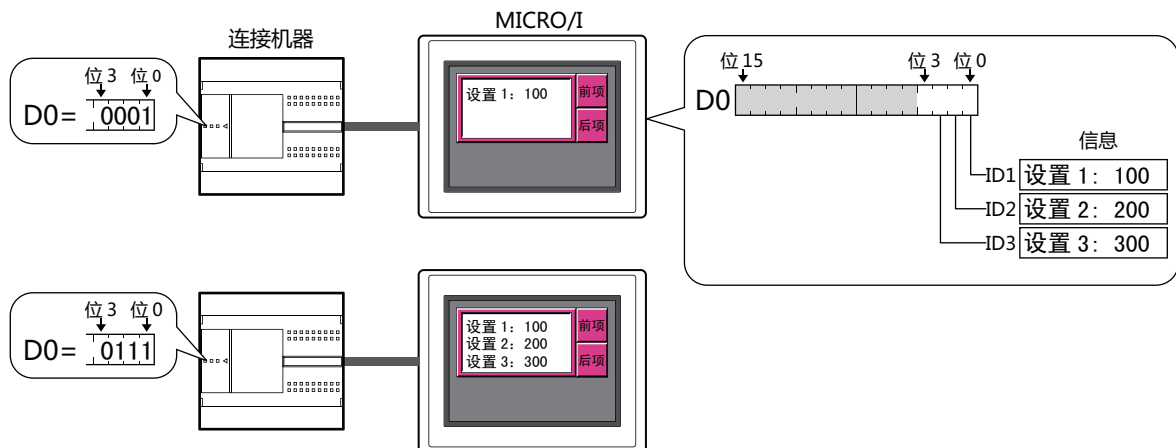 连接机器
MICRO/I
位 3 位 0
D0= 0001
设置 1: 100
前项
后项
位 15 位 3 位 0
D0
信息
ID1 设置 1: 100
ID2 设置 2: 200
ID3 设置 3: 300
位 3 位 0
D0= 0111
设置 1: 100
设置 2: 200
设置 3: 300
前项
后项